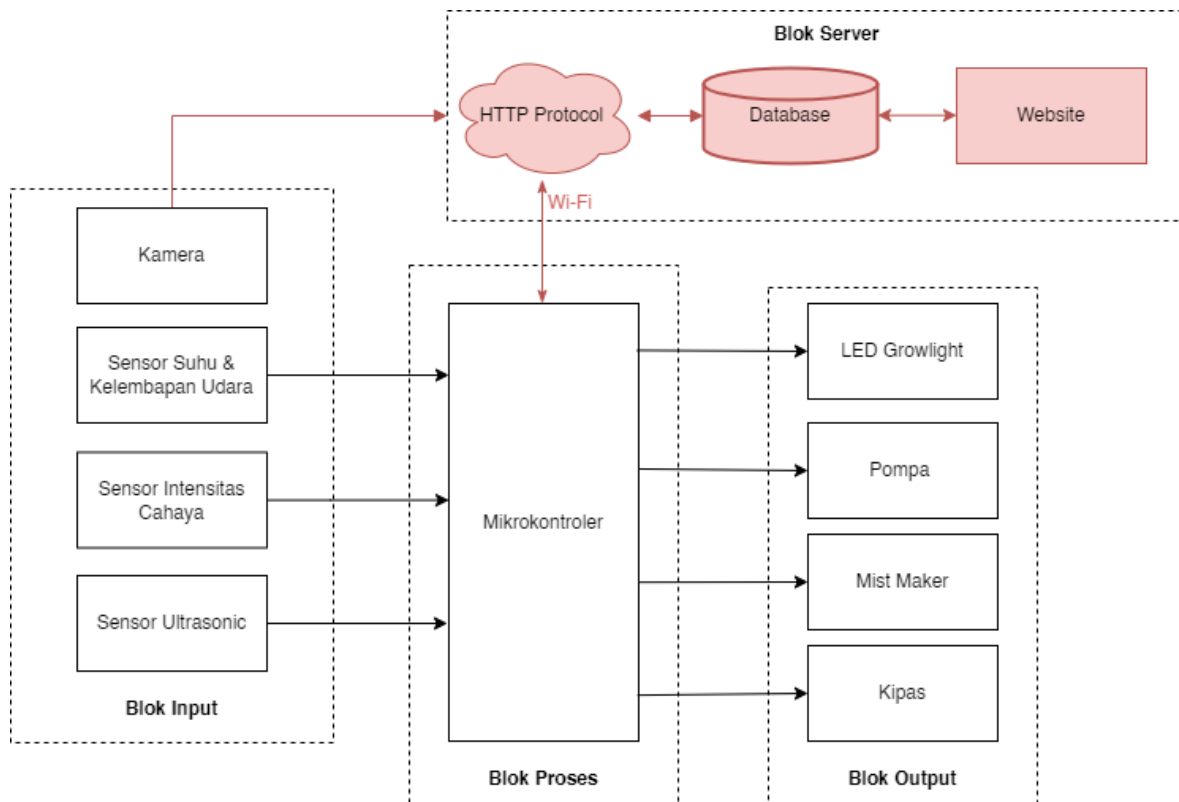 Blok Server
HTTP Protocol
Database
Website
Wi-Fi
Kamera
Sensor Suhu &
Kelembapan Udara
Sensor Intensitas
Cahaya
Sensor Ultrasonic
Blok Input
Mikrokontroler
Blok Proses
LED Growlight
Pompa
Mist Maker
Kipas
Blok Output